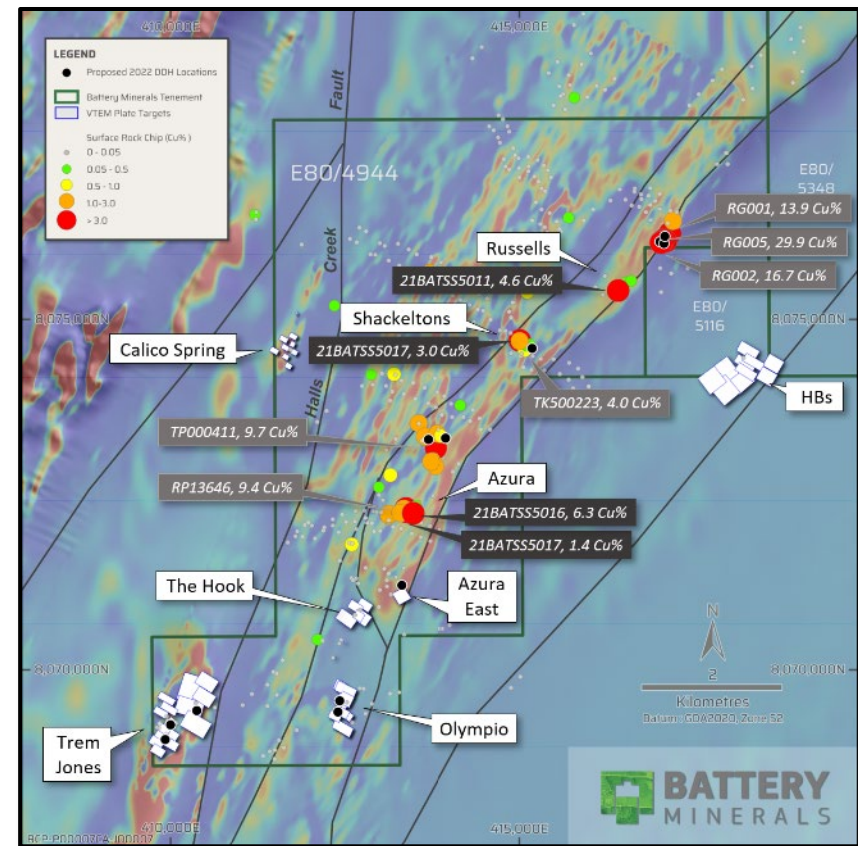 410,000E
415,000E
LEGEND
Proposed 2022 DDH Locations
Battery Minerals Tenement
VTEM Plate Targets
Surface Rock Chip (Cu%)
0 - 0.05
0.05 - 0.5
0.5 - 1.0
1.0-3.0
> 3.0
Fault
Creek
Halls
E80/4944
E80/
5348
RG001, 13.9 Cu%
RG005, 29.9 Cu%
RG002, 16.7 Cu%
Russells
21BATSS5011, 4.6 Cu%
E80/
5116
8,075,000N
8,075,000N
Shackeltons
21BATSS5017, 3.0 Cu%
Calico Spring
HBs
TK500223, 4.0 Cu%
TP000411, 9.7 Cu%
Azura
RP13646, 9.4 Cu%
21BATSS5016, 6.3 Cu%
21BATSS5017, 1.4 Cu%
The Hook
Azura
East
N
8,070,000N
8,070,000N
2
Kilometres
Datum : GDA2020, Zone 52
Trem
Jones
Olympio
BATTERY
MINERALS
410,000E
415,000E